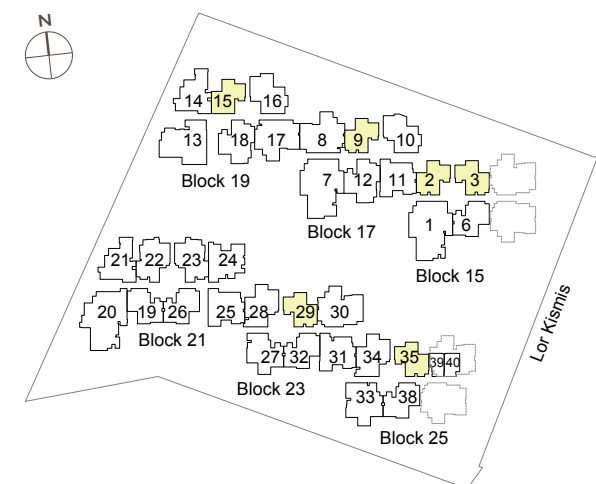 N
14 15 16
13 18 17 8 9 10
Block 19
7 12 11 2 3
Block 17
1 6
Block 15
21 22 23 24
20 19 26 25 28 29 30
Block 21
Lor Kismis
27 32 31 34 35 39 40
Block 23
33 38
Block 25